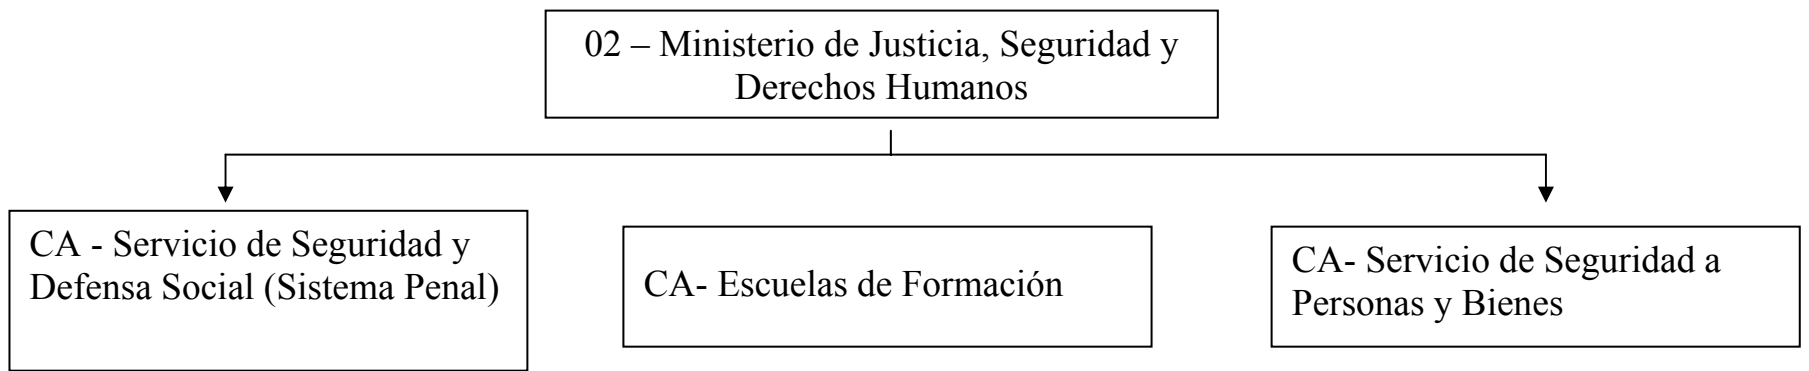 02 – Ministerio de Justicia, Seguridad y
Derechos Humanos
CA - Servicio de Seguridad y
Defensa Social (Sistema Penal)
CA- Escuelas de Formación
CA- Servicio de Seguridad a
Personas y Bienes